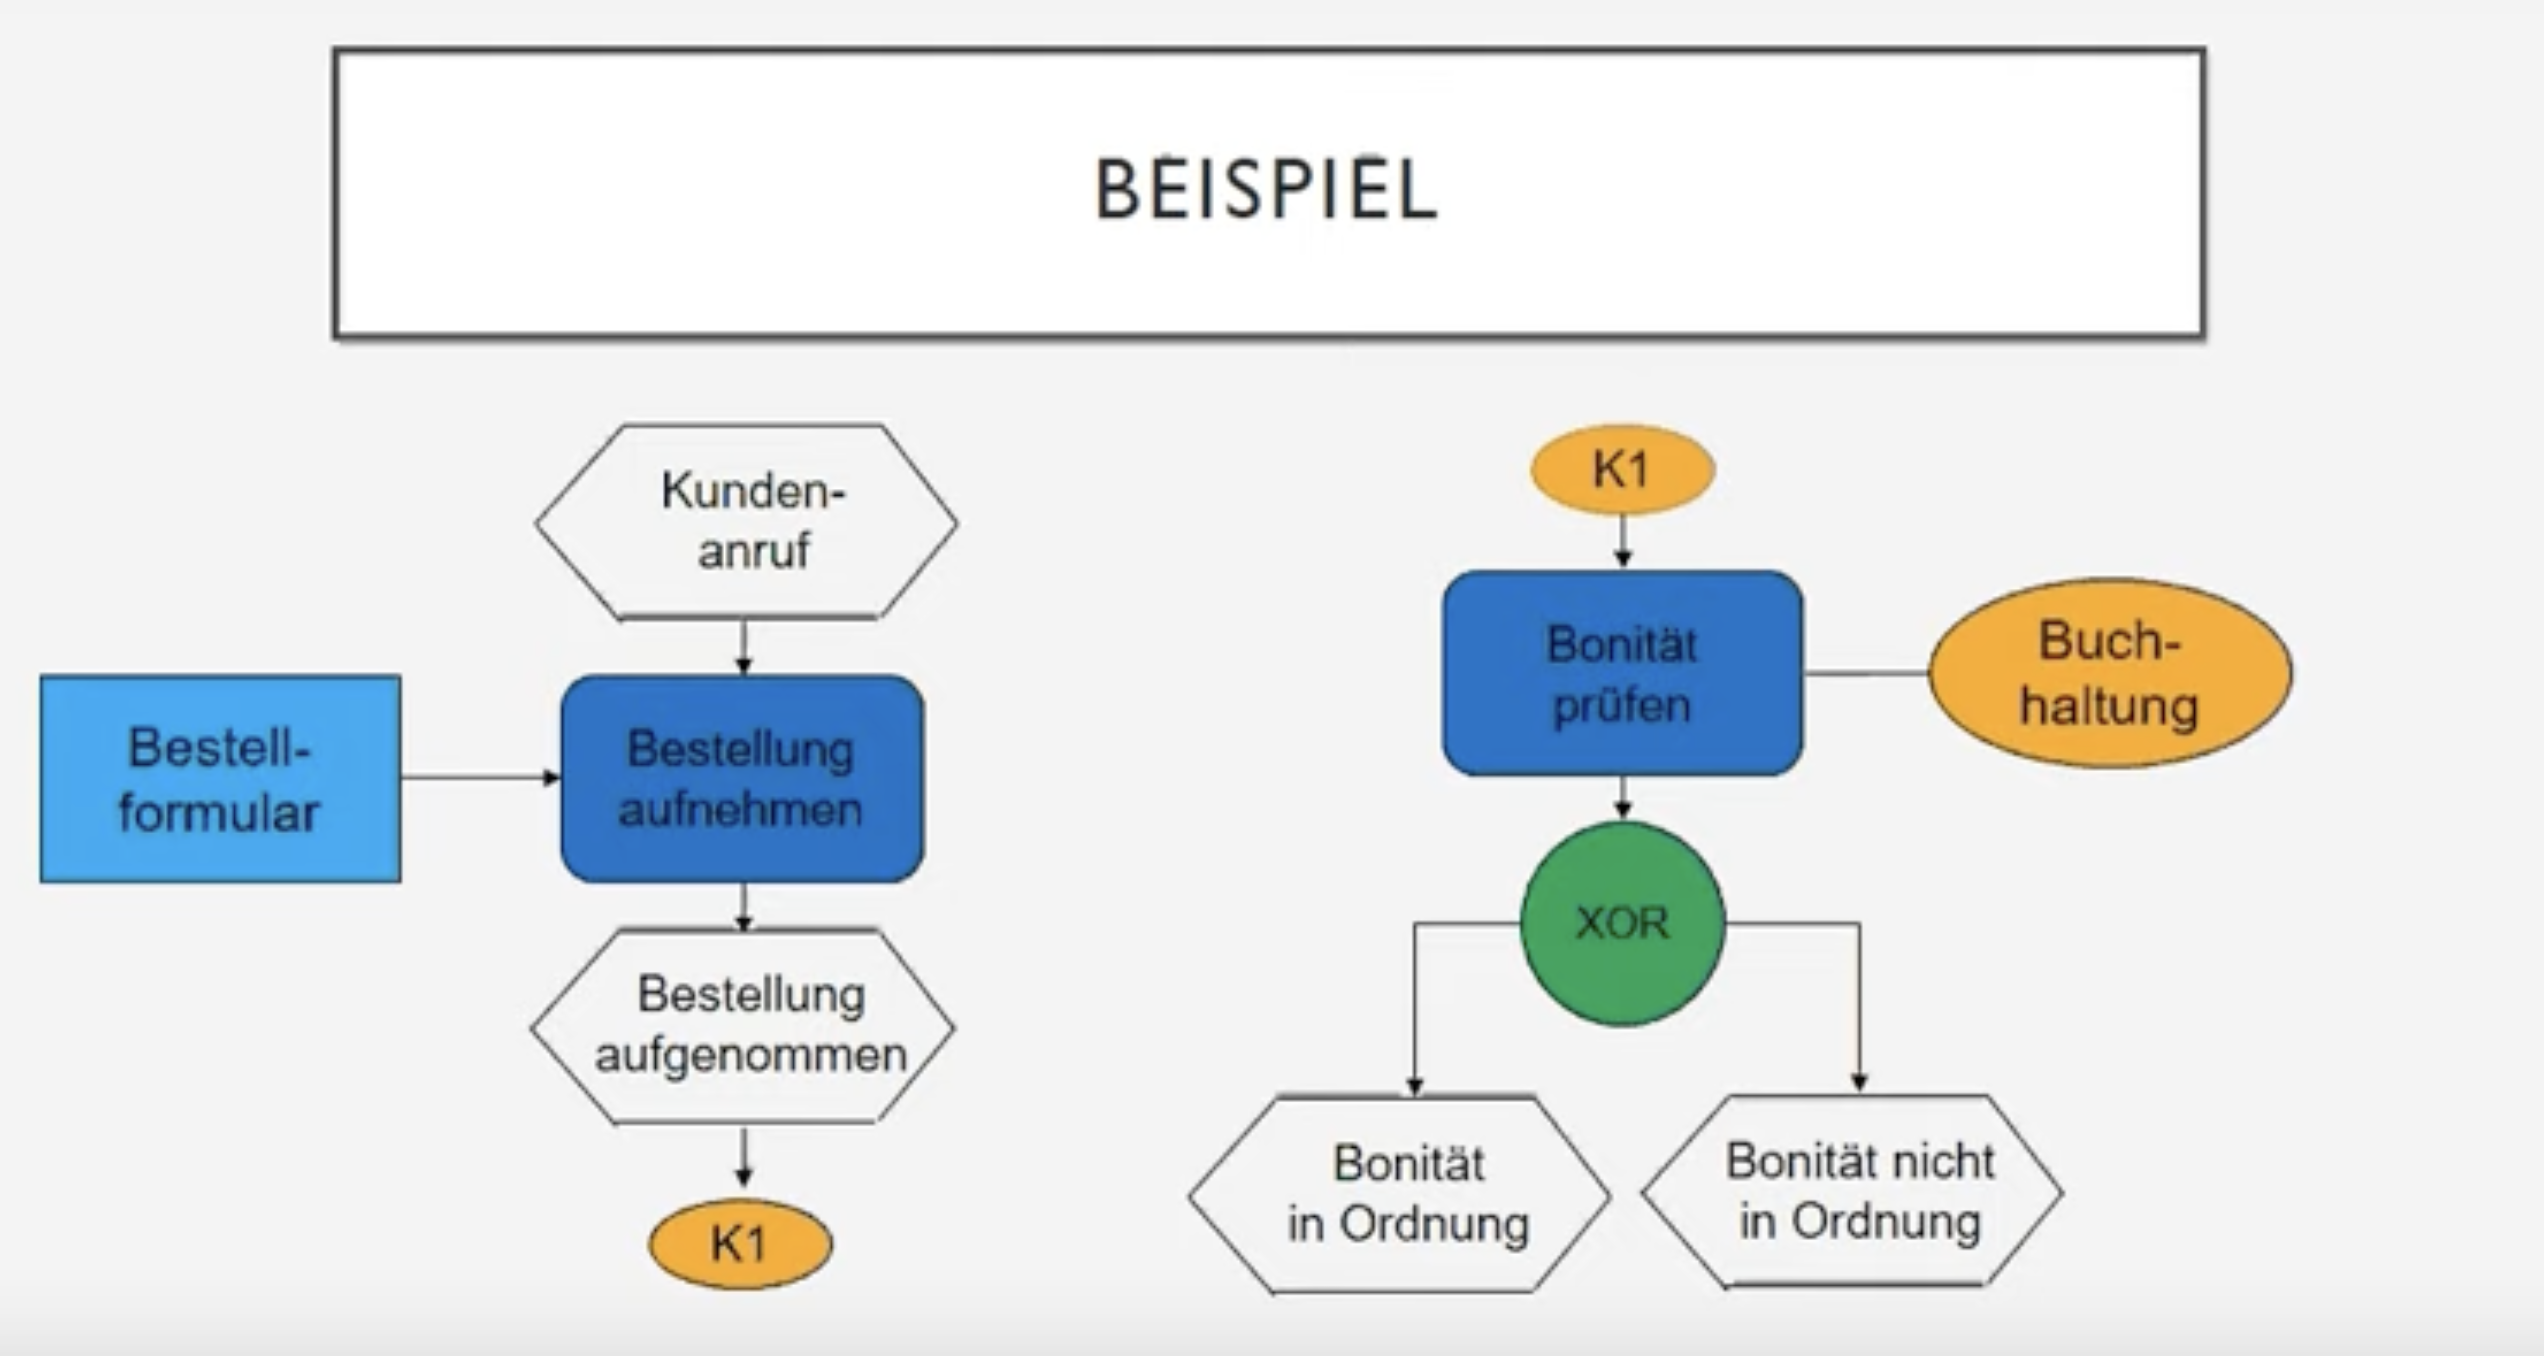 BEISPIEL
Kunden-
anruf
Bestell-
formular
Bestellung
aufnehmen
Bestellung
aufgenommen
K1
K1
Bonität
prüfen
Buch-
haltung
XOR
Bonität
in Ordnung
Bonität nicht
in Ordnung